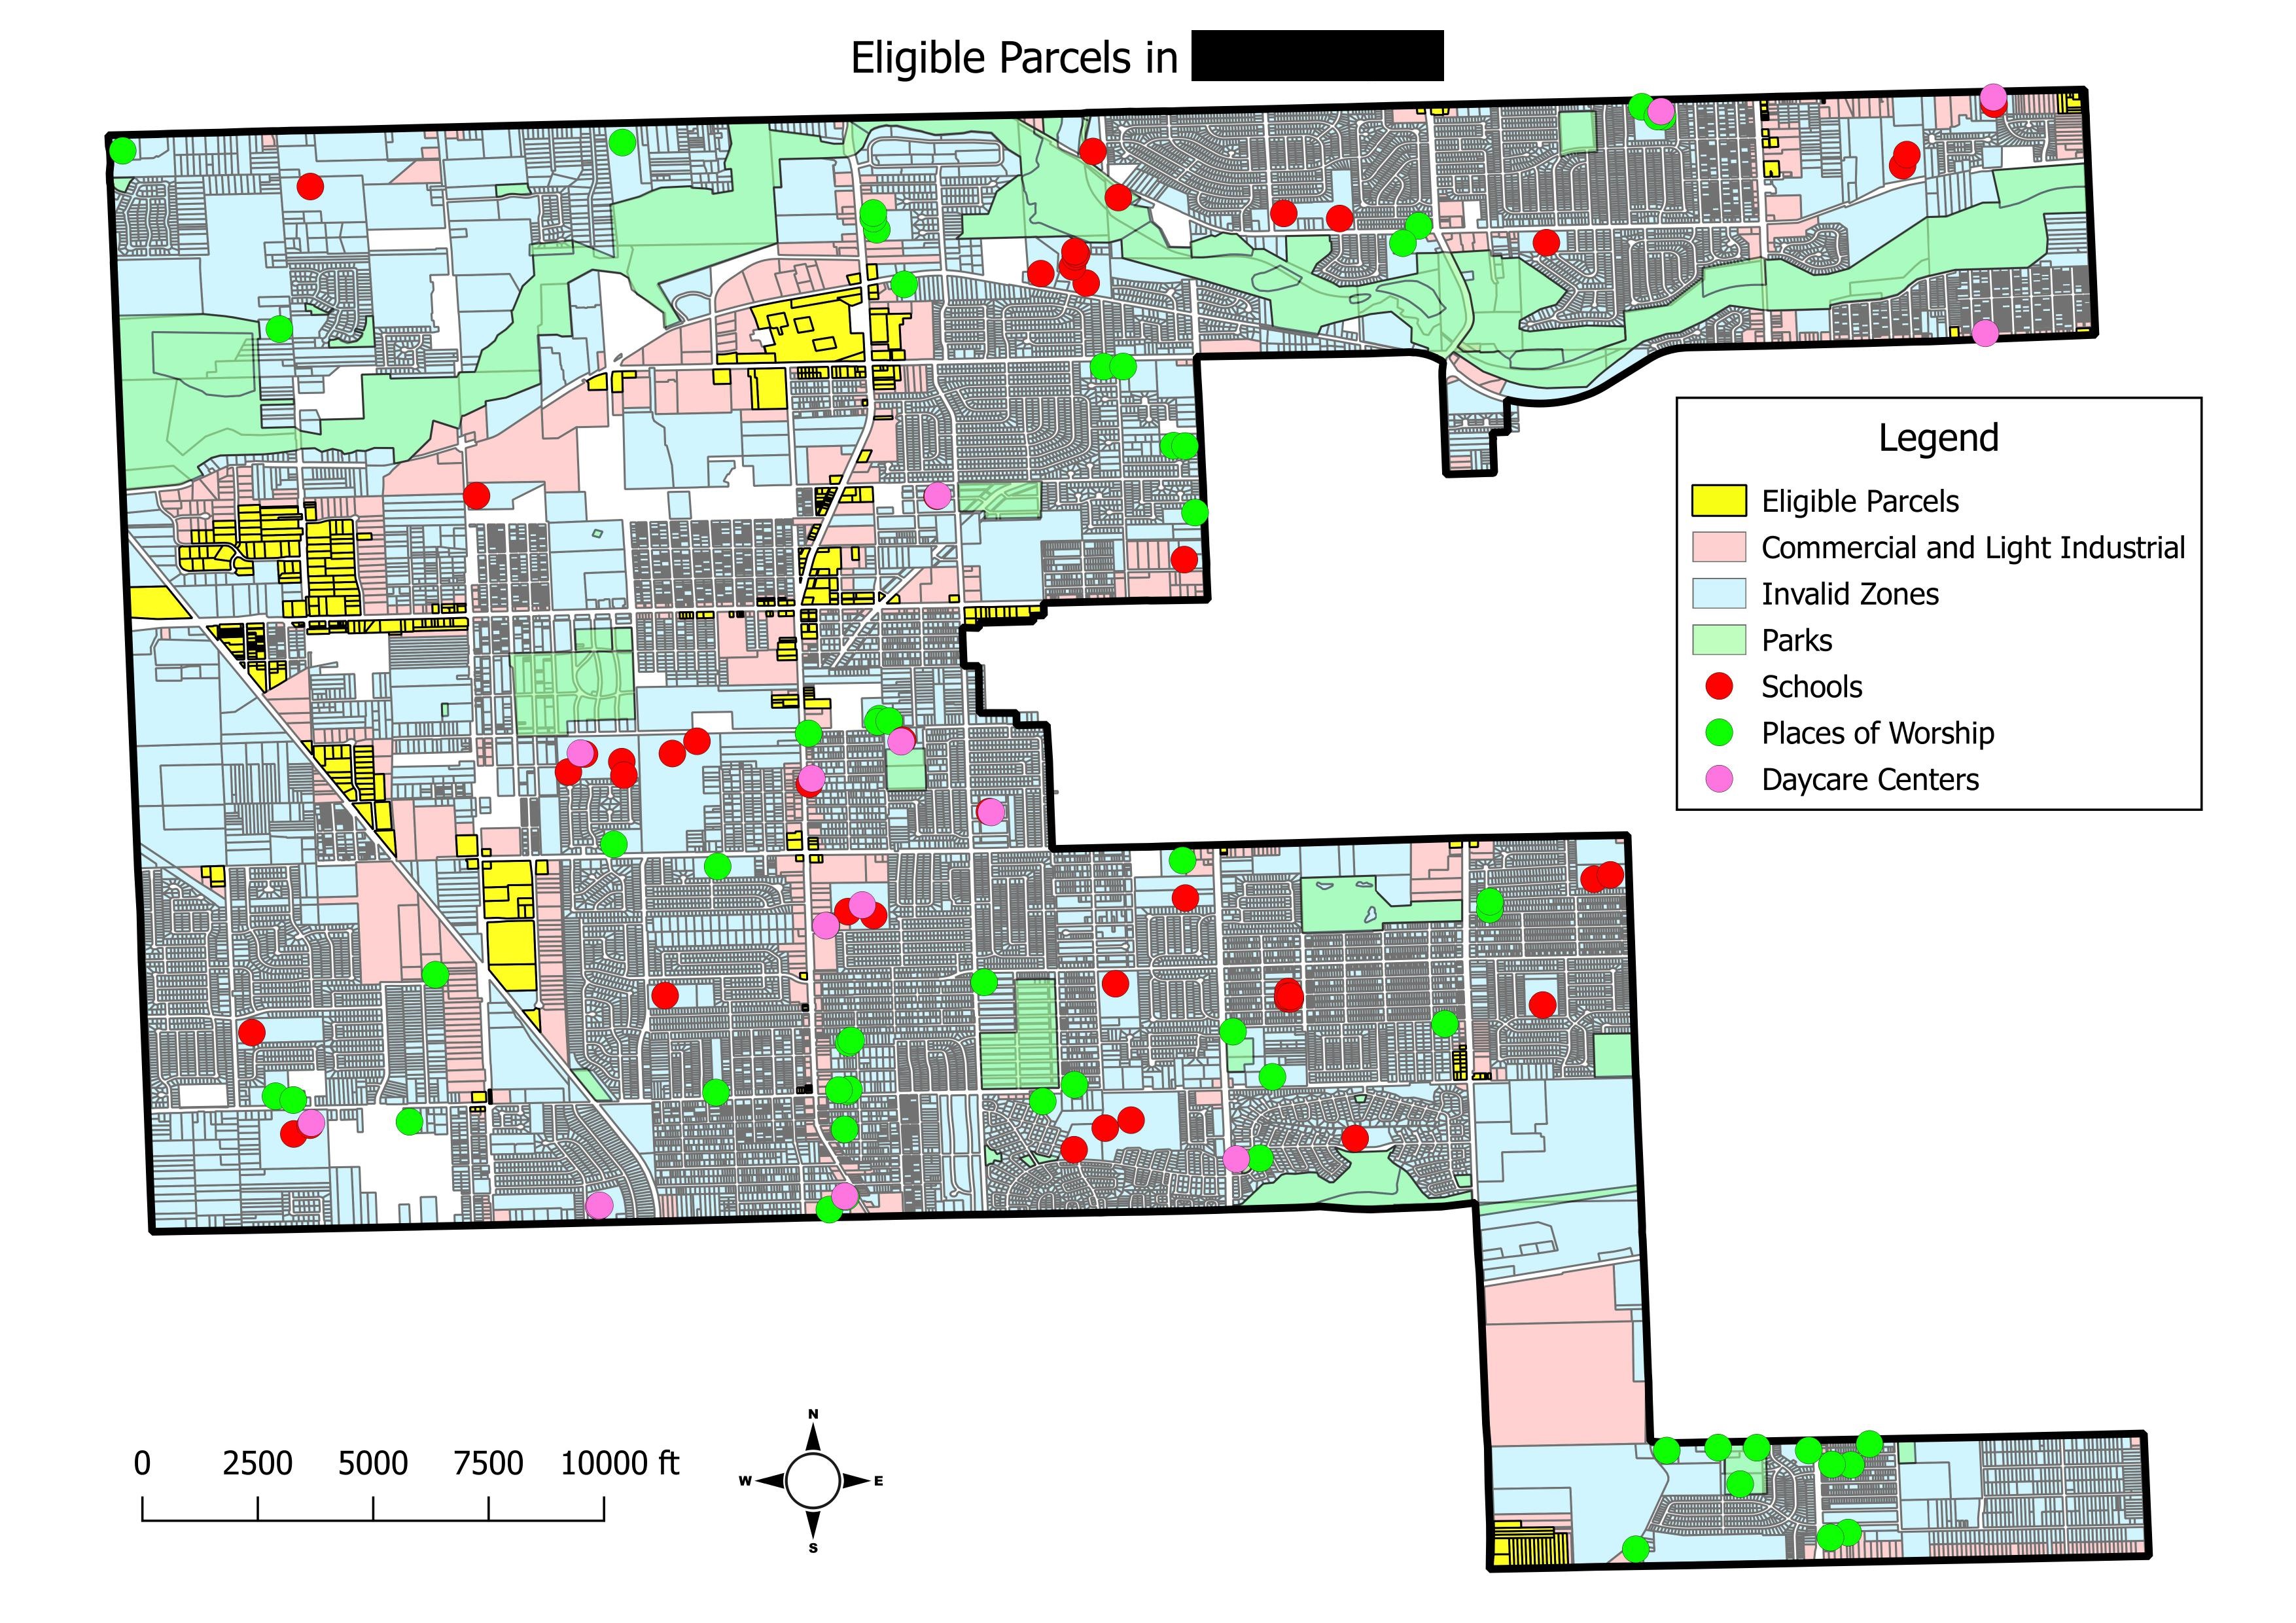 Eligible Parcels in
Legend
Eligible Parcels
Commercial and Light Industrial
Invalid Zones
Parks
Schools
Places of Worship
Daycare Centers
0 2500 5000 7500 10000 ft
N
W E
S